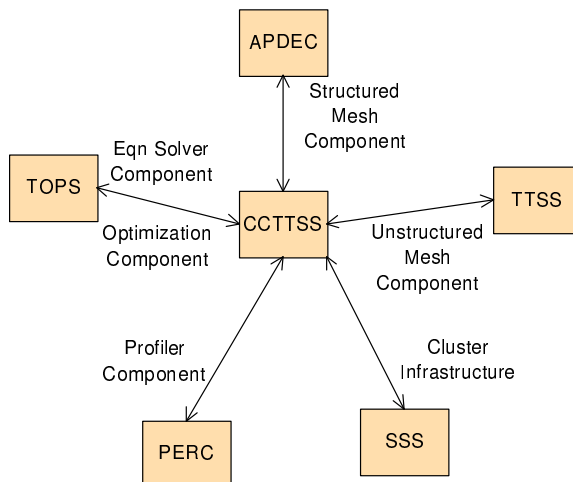 APDEC
Structured
Mesh
Component
Eqn Solver
Component
TOPS
TTSS
CCTTSS
Optimization
Component
Unstructured
Mesh
Component
Profiler
Component
Cluster
Infrastructure
PERC
SSS